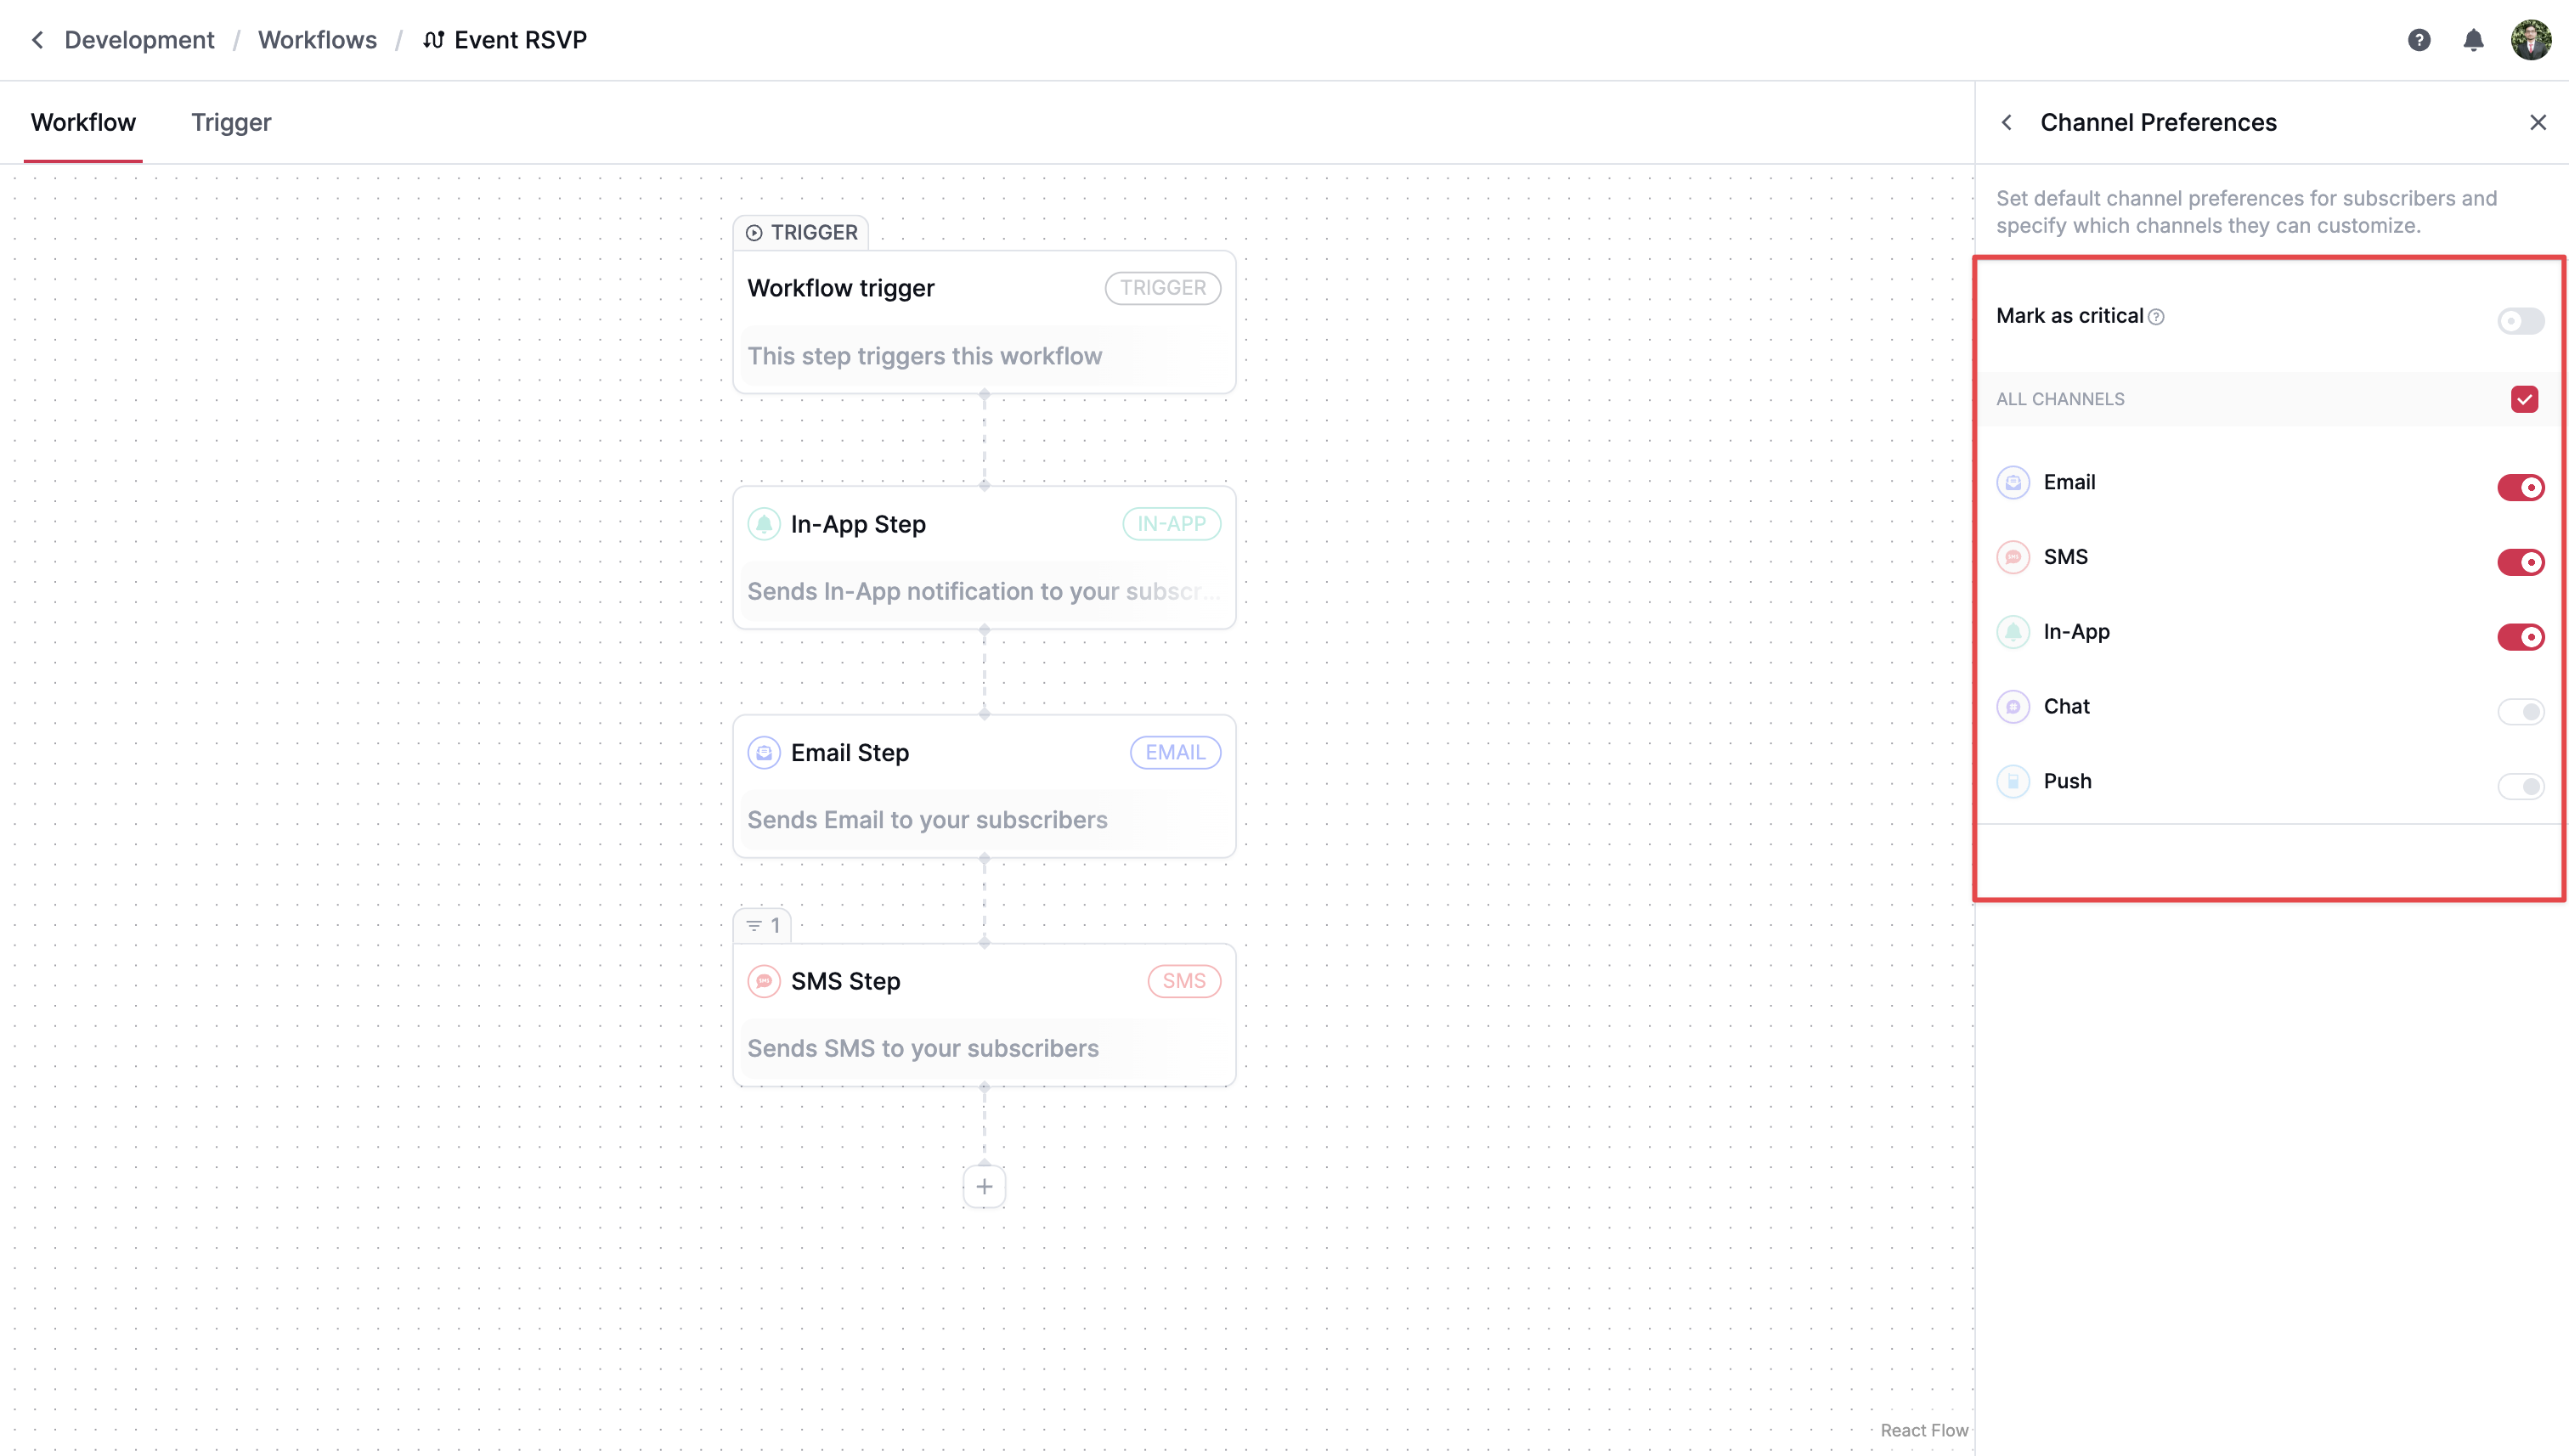 Development / Workflows / Event RSVP
Workflow
Trigger
Channel Preferences
Set default channel preferences for subscribers and
specify which channels they can customize.
Mark as critical
ALL CHANNELS
Email
SMS
In-App
Chat
Push
TRIGGER
Workflow trigger
TRIGGER
This step triggers this workflow
In-App Step
IN-APP
Sends In-App notification to your subscr...
Email Step
EMAIL
Sends Email to your subscribers
1
SMS Step
SMS
Sends SMS to your subscribers
React Flow